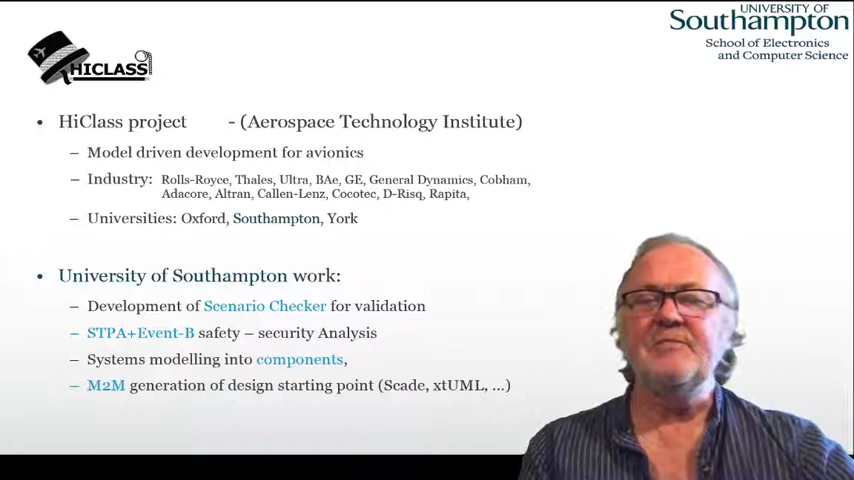 UNIVERSITY OF
Southampton
School of Electronics
and Computer Science
HICLASS
• HiClass project - (Aerospace Technology Institute)
– Model driven development for avionics
– Industry: Rolls-Royce, Thales, Ultra, BAe, GE, General Dynamics, Cobham,
Adacore, Altran, Callen-Lenz, Cocotec, D-Risq, Rapita,
– Universities: Oxford, Southampton, York
• University of Southampton work:
– Development of Scenario Checker for validation
– STPA+Event-B safety – security Analysis
– Systems modelling into components,
– M2M generation of design starting point (Scade, xtUML, ...)